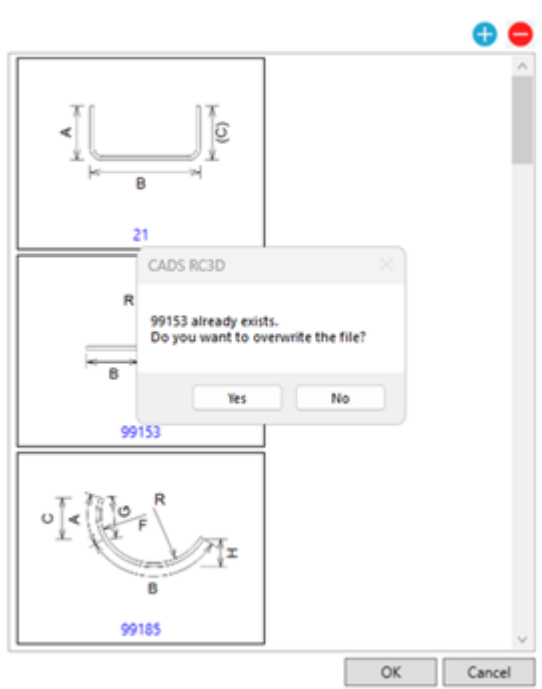 A
(C)
B
21
CADS RC3D
99153 already exists.
Do you want to overwrite the file?
Yes
No
R
B
99153
C
A
G
F
R
H
B
99185
OK
Cancel